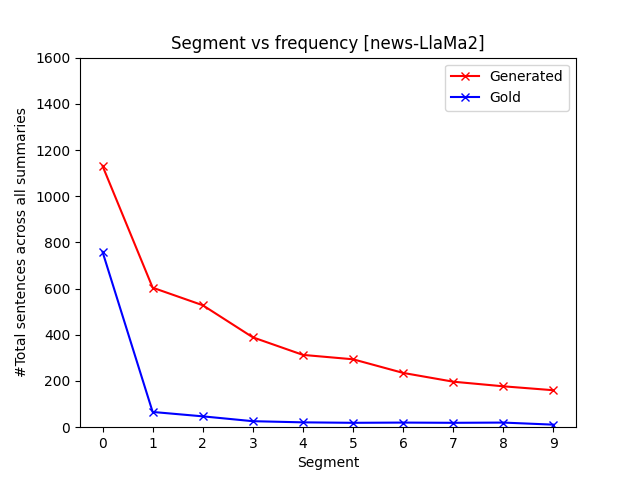 Segment vs frequency [news-LlaMa2]
Generated
Gold
#Total sentences across all summaries
1600
1400
1200
1000
800
600
400
200
0
0 1 2 3 4 5 6 7 8 9
Segment